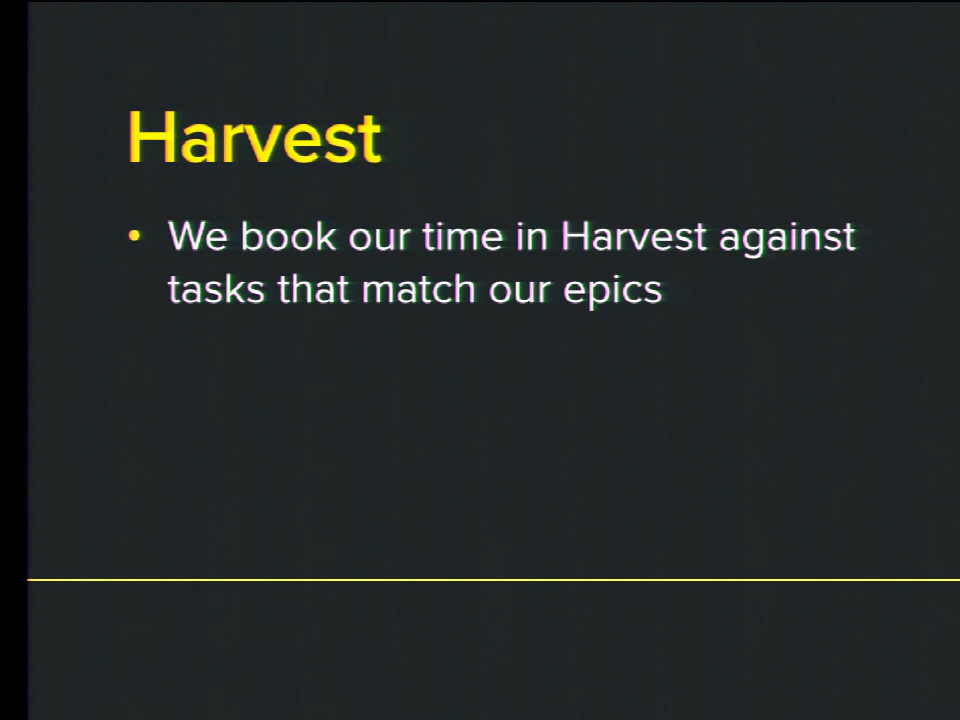 Harvest
• We book our time in Harvest against
tasks that match our epics